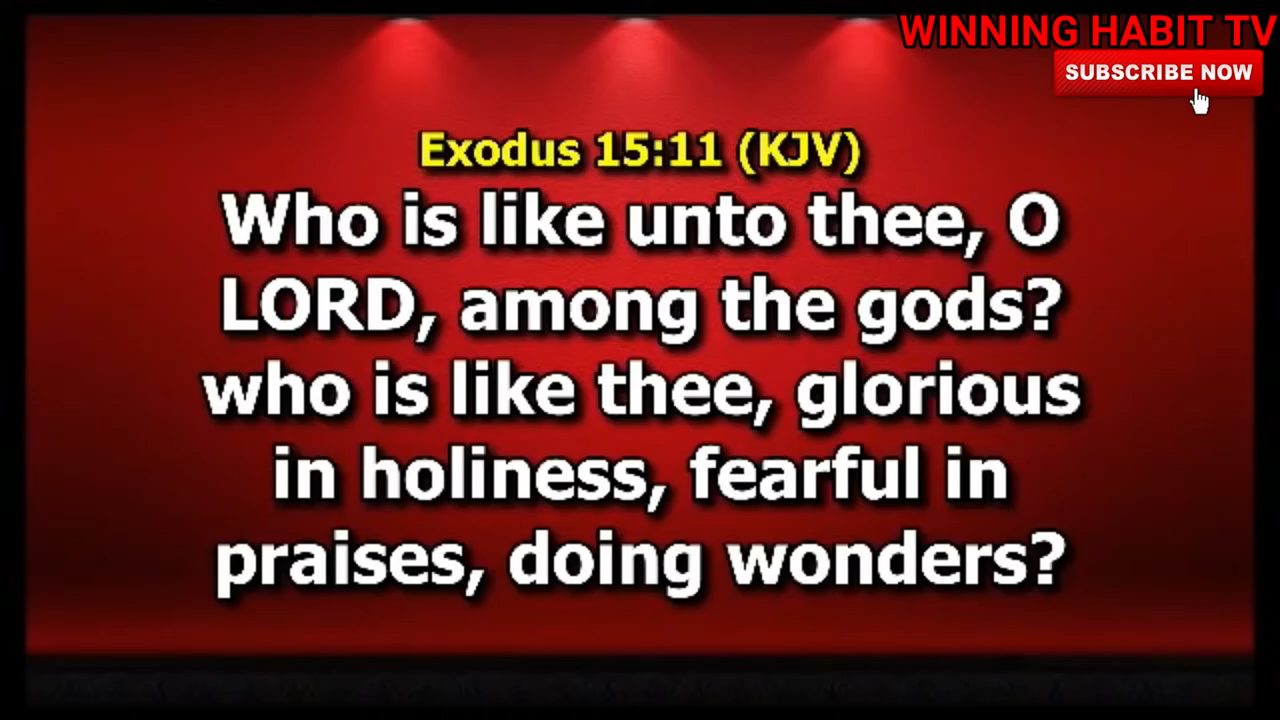 WINNING HABIT TV
SUBSCRIBE NOW
Exodus 15:11 (KJV)
Who is like unto thee, O
LORD, among the gods?
who is like thee, glorious
in holiness, fearful in
praises, doing wonders?